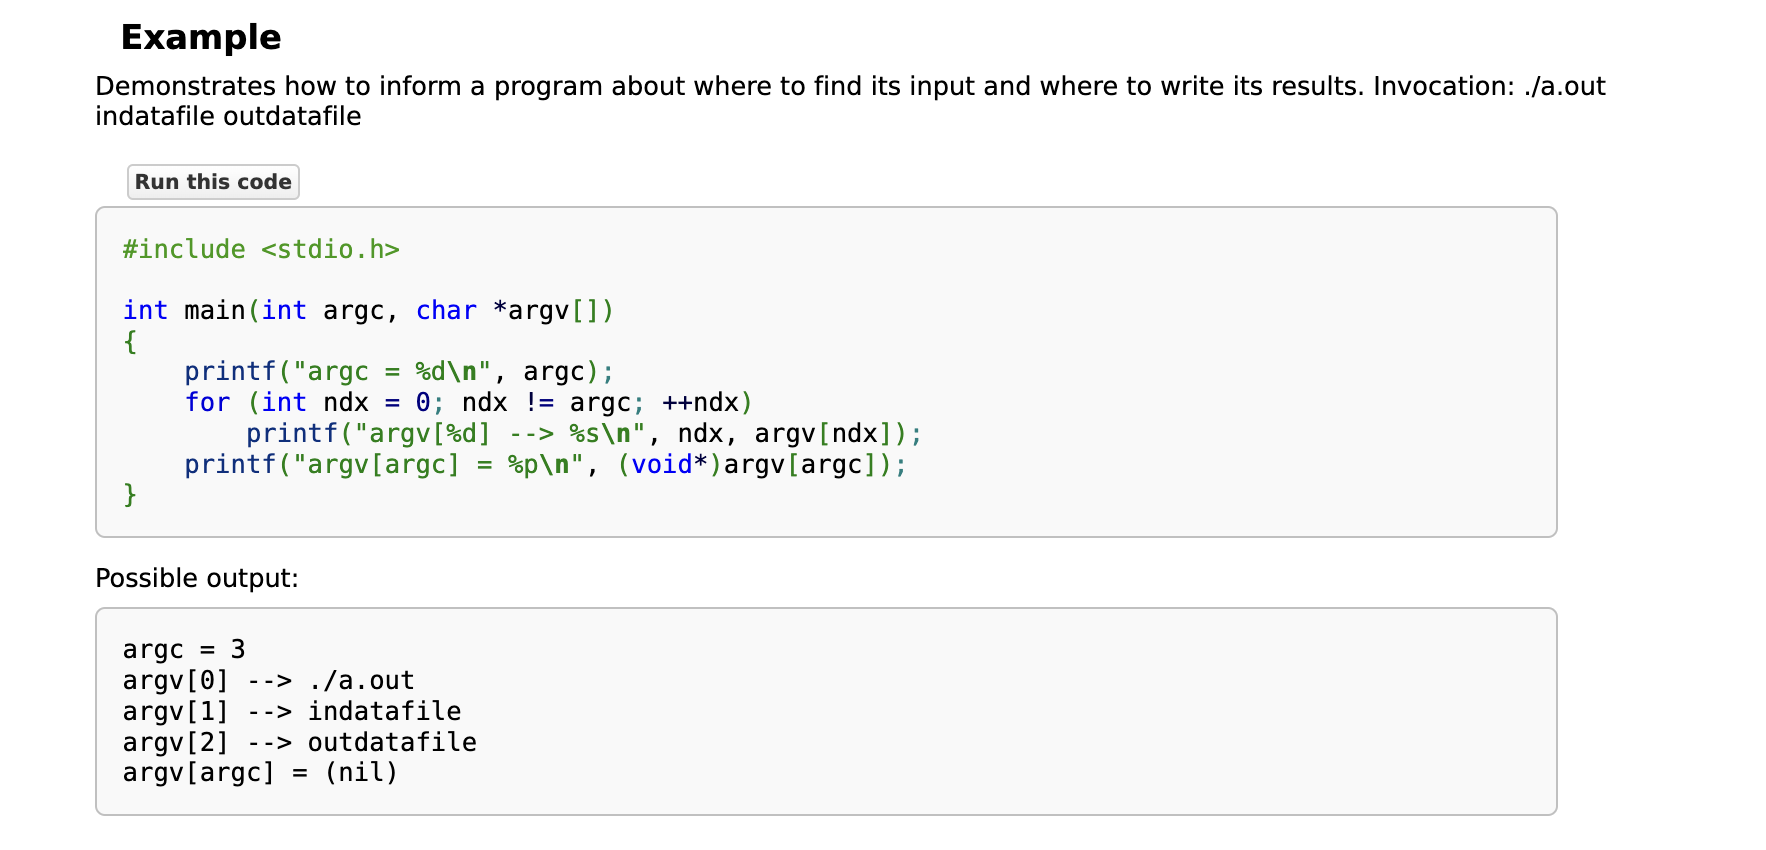 Example
Demonstrates how to inform a program about where to find its input and where to write its results. Invocation: ./a.out
indatafile outdatafile
Run this code
#include <stdio.h>

int main(int argc, char *argv[])
{
    printf("argc = %d\n", argc);
    for (int ndx = 0; ndx != argc; ++ndx)
        printf("argv[%d] --> %s\n", ndx, argv[ndx]);
    printf("argv[argc] = %p\n", (void*)argv[argc]);
}
Possible output:
argc = 3
argv[0] --> ./a.out
argv[1] --> indatafile
argv[2] --> outdatafile
argv[argc] = (nil)